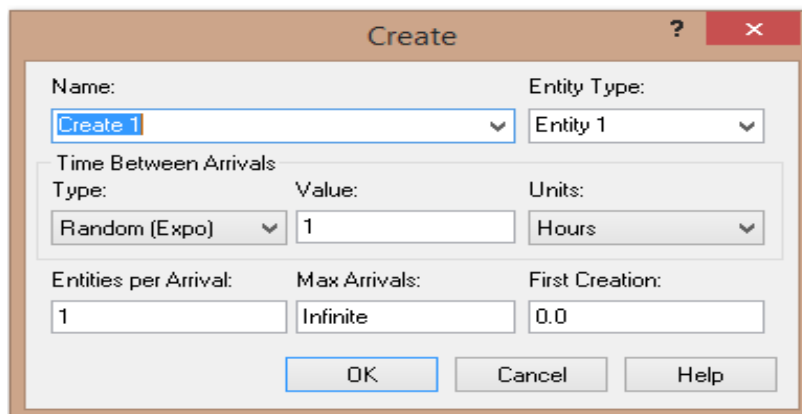 Create ?
Name: Entity Type:
Create 1 Entity 1
Time Between Arrivals
Type: Value: Units:
Random (Expo) 1 Hours
Entities per Arrival: Max Arrivals: First Creation:
1 Infinite 0.0
OK Cancel Help